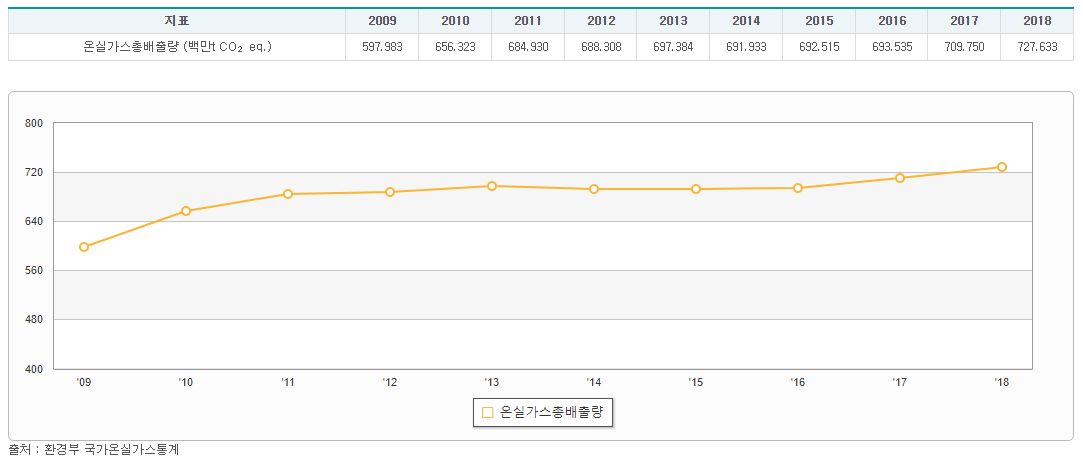 지표 2009 2010 2011 2012 2013 2014 2015 2016 2017 2018
온실가스총배출량 (백만t CO₂ eq.) 597.983 656.323 684.930 688.308 697.384 691.933 692.515 693.535 709.750 727.633
800
720
640
560
480
400
'09 '10 '11 '12 '13 '14 '15 '16 '17 '18
온실가스총배출량
출처 : 환경부 국가온실가스통계